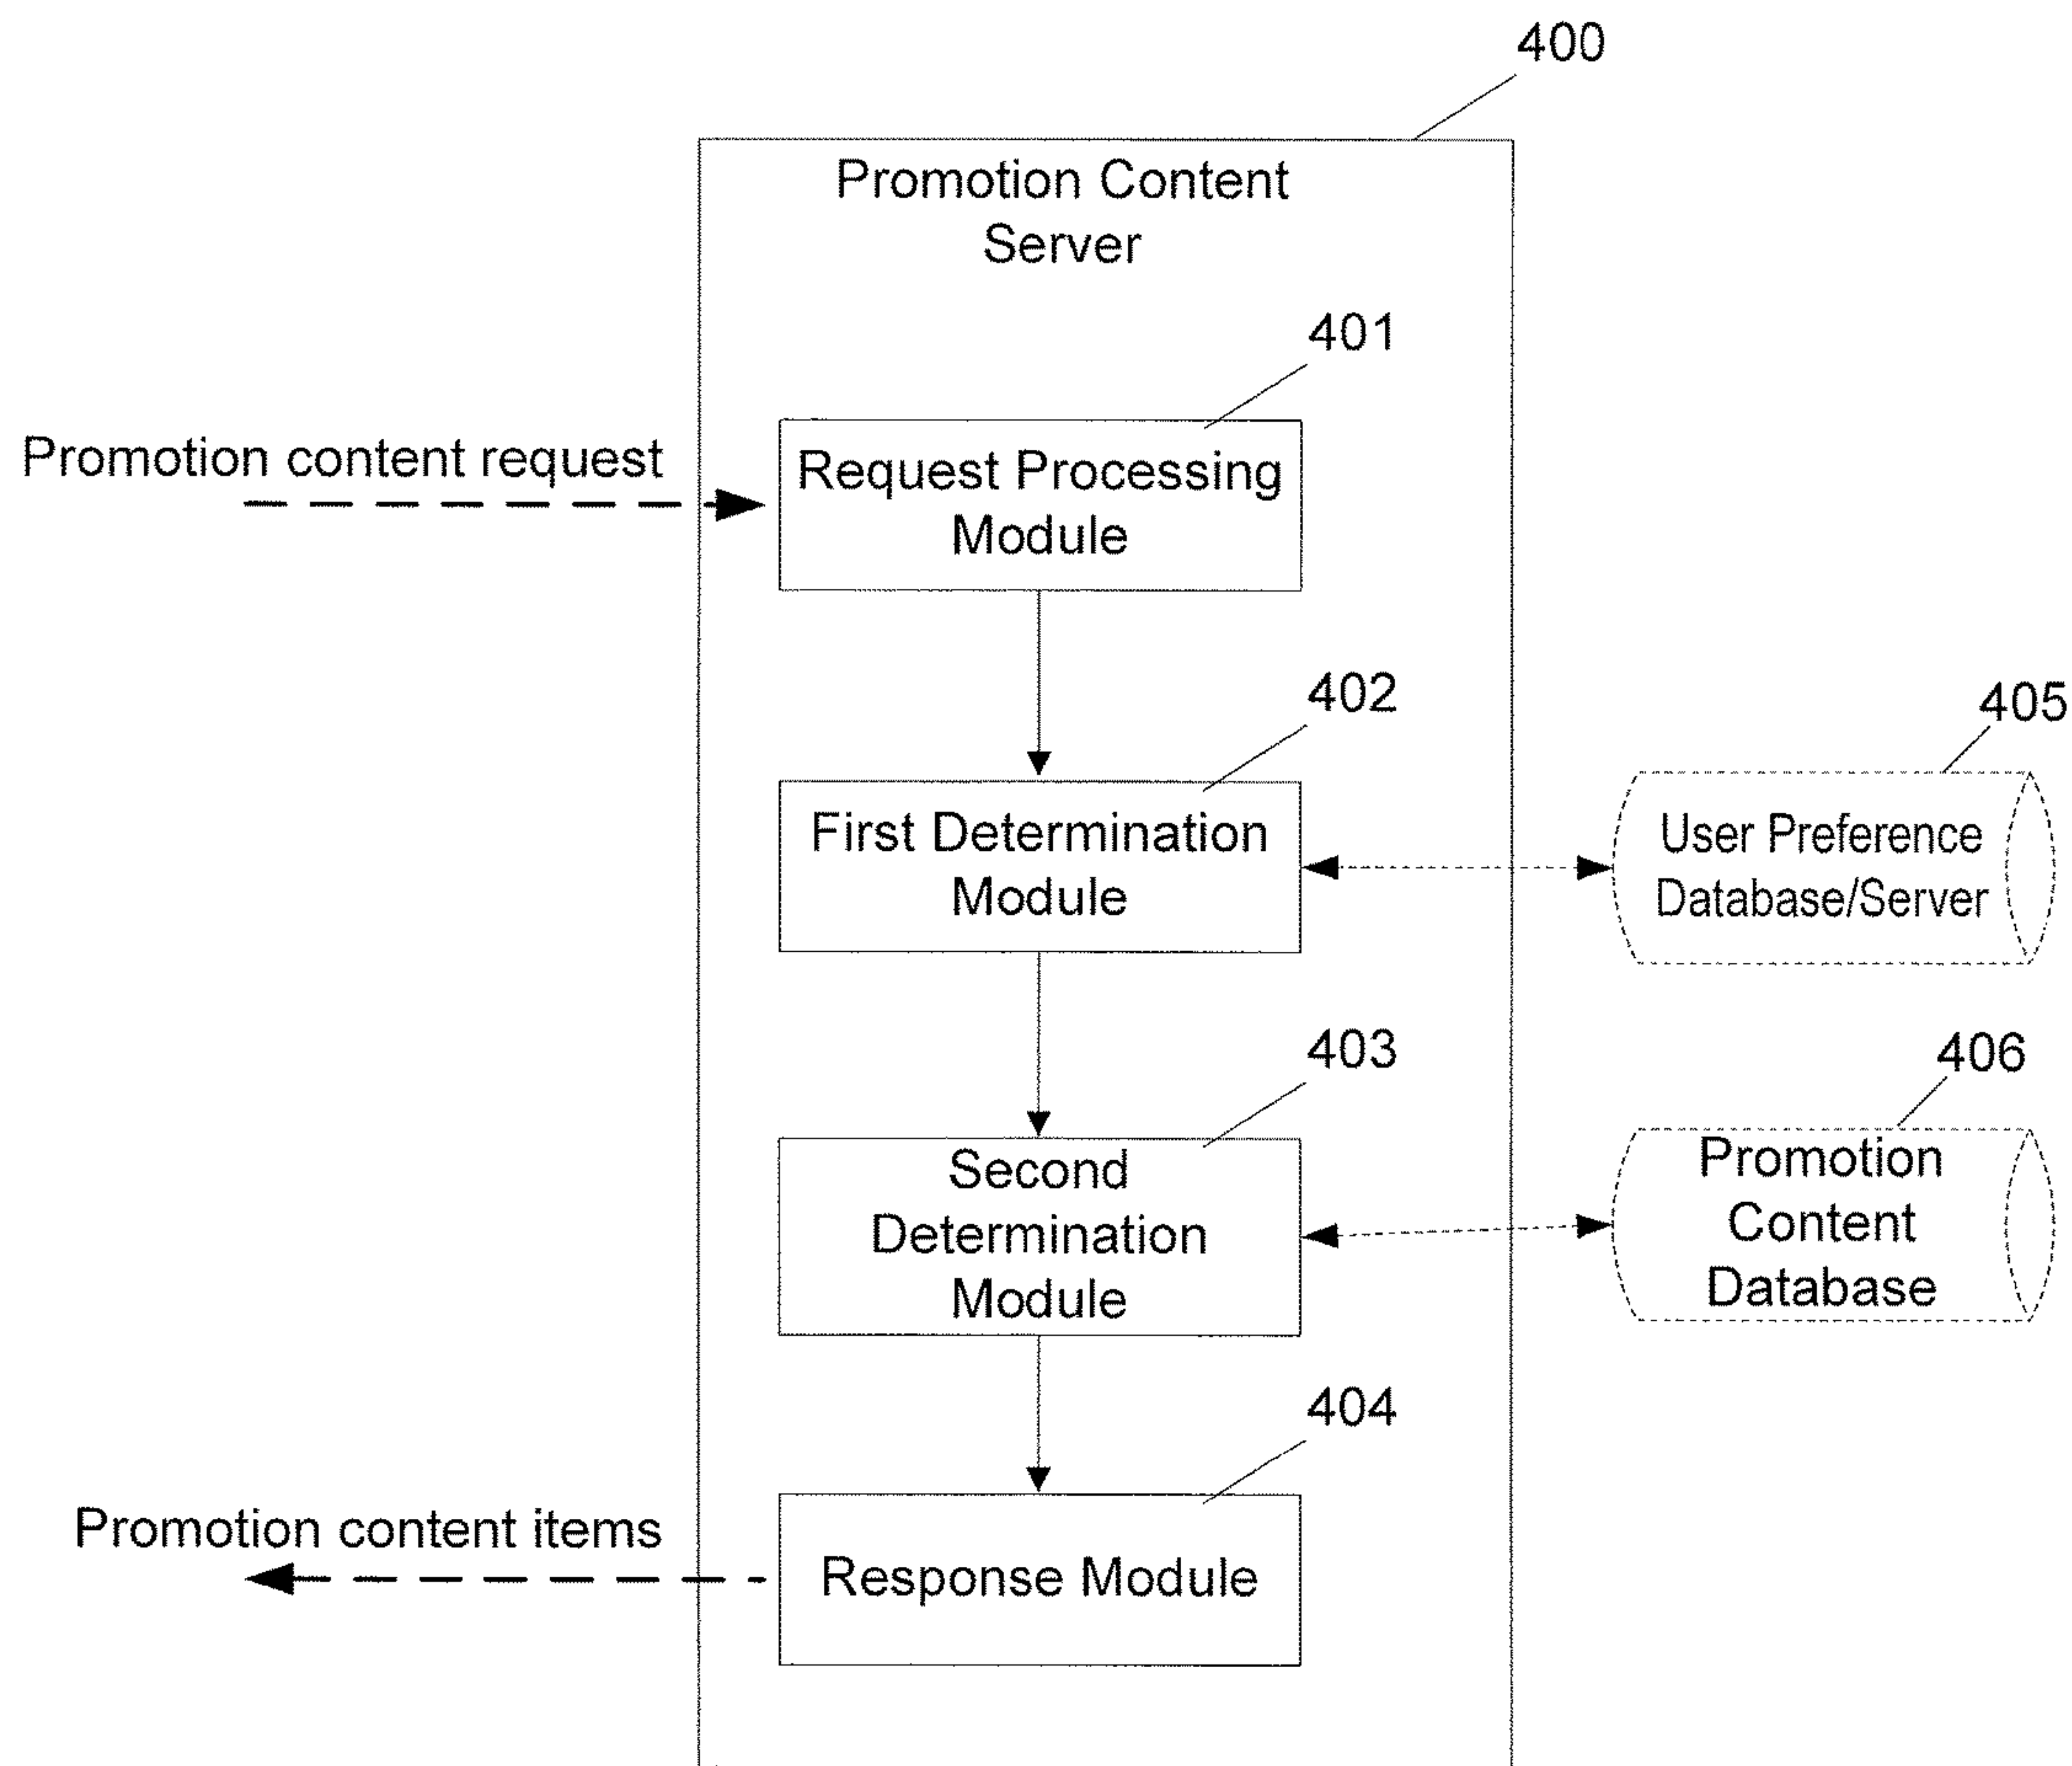 400
Promotion Content
Server
401
Promotion content request
Request Processing
Module
402
First Determination
Module
405
User Preference
Database/Server
403
Second
Determination
Module
406
Promotion
Content
Database
404
Promotion content items
Response Module